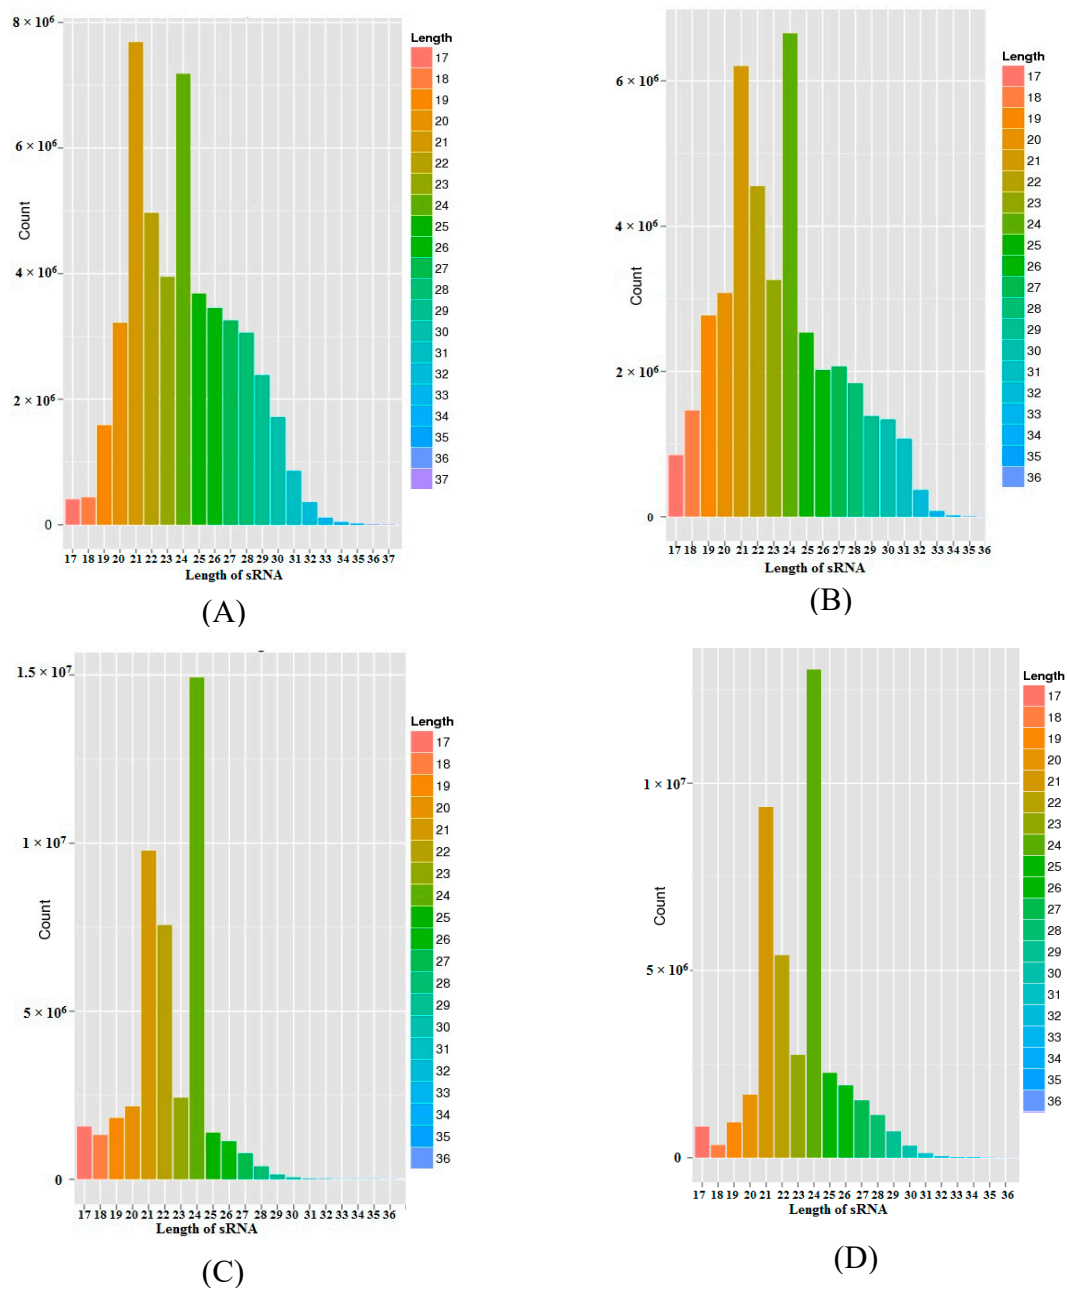 8 × 10⁶
6 × 10⁶
4 × 10⁶
2 × 10⁶
0
Count
17 18 19 20 21 22 23 24 25 26 27 28 29 30 31 32 33 34 35 36 37
Length of sRNA
Length
17
18
19
20
21
22
23
24
25
26
27
28
29
30
31
32
33
34
35
36
37
(A)
6 × 10⁶
4 × 10⁶
2 × 10⁶
0
Count
17 18 19 20 21 22 23 24 25 26 27 28 29 30 31 32 33 34 35 36
Length of sRNA
Length
17
18
19
20
21
22
23
24
25
26
27
28
29
30
31
32
33
34
35
36
(B)
1.5 × 10⁷
1 × 10⁷
5 × 10⁶
0
Count
17 18 19 20 21 22 23 24 25 26 27 28 29 30 31 32 33 34 35 36
Length of sRNA
Length
17
18
19
20
21
22
23
24
25
26
27
28
29
30
31
32
33
34
35
36
(C)
1 × 10⁷
5 × 10⁶
0
Count
17 18 19 20 21 22 23 24 25 26 27 28 29 30 31 32 33 34 35 36
Length of sRNA
Length
17
18
19
20
21
22
23
24
25
26
27
28
29
30
31
32
33
34
35
36
(D)